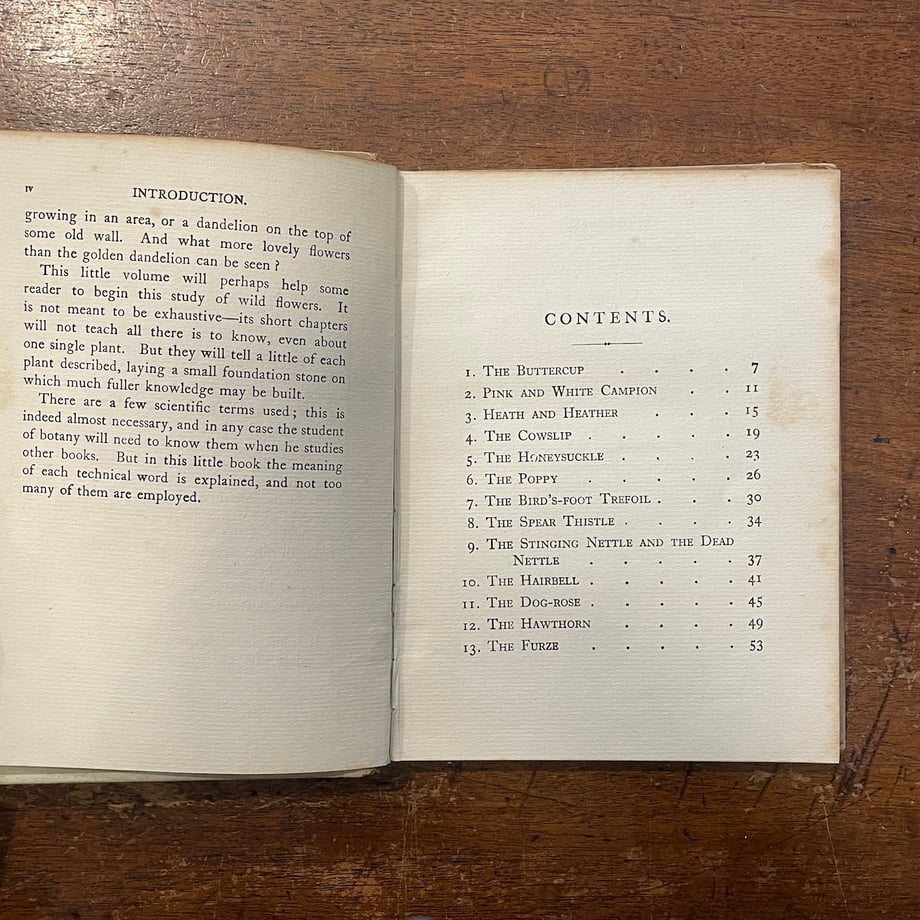 IV
INTRODUCTION.
growing in an area, or a dandelion on the top of
some old wall. And what more lovely flowers
than the golden dandelion can be seen ?
This little volume will perhaps help some
reader to begin this study of wild flowers. It
is not meant to be exhaustive—its short chapters
will not teach all there is to know, even about
one single plant. But they will tell a little of each
plant described, laying a small foundation stone on
which much fuller knowledge may be built.
There are a few scientific terms used ; this is
indeed almost necessary, and in any case the student
of botany will need to know them when he studies
other books. But in this little book the meaning
of each technical word is explained, and not too
many of them are employed.
CONTENTS.
1. The Buttercup . . . . 7
2. Pink and White Campion . . 11
3. Heath and Heather . . . 15
4. The Cowslip . . . . . 19
5. The Honeysuckle . . . . 23
6. The Poppy . . . . . 26
7. The Bird's-foot Trefoil . . . . 30
8. The Spear Thistle . . . . 34
9. The Stinging Nettle and the Dead
Nettle . . . . . 37
10. The Hairbell . . . . . 41
11. The Dog-rose . . . . . 45
12. The Hawthorn . . . . 49
13. The Furze . . . . . 53